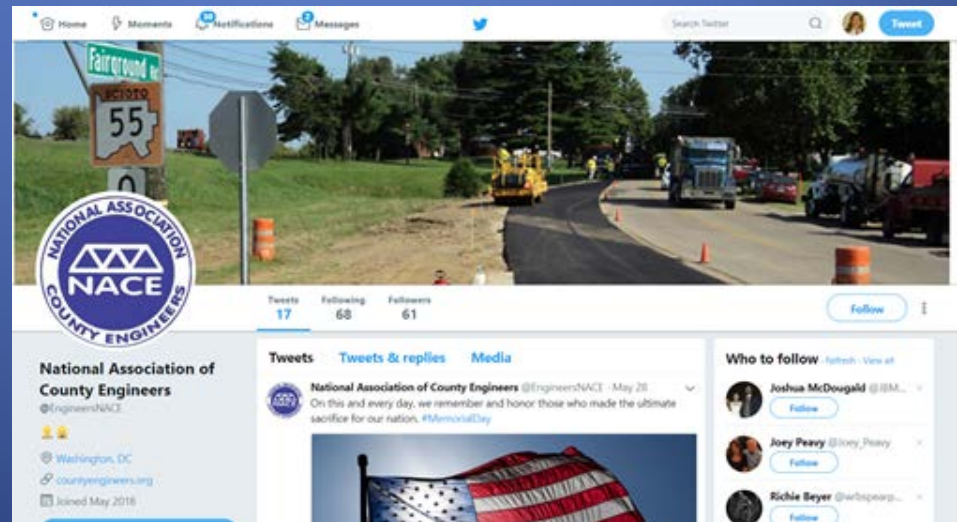 Home Moments Notifications Messages Search Twitter Tweet
Fairground Rd
SCIOTO
55
NATIONAL ASSOCIATION
NACE
COUNTY ENGINEERS
Tweets Following Followers
17 68 61
Follow
National Association of
County Engineers
@EngineersNACE
Washington, DC
countyengineers.org
Joined May 2018
Tweets Tweets & replies Media
National Association of County Engineers @EngineersNACE · May 28
On this and every day, we remember and honor those who made the ultimate
sacrifice for our nation. #MemorialDay
Who to follow · Refresh · View all
Joshua McDougald
Follow
Joey Peavy @Joey_Peavy
Follow
Richie Beyer
Follow